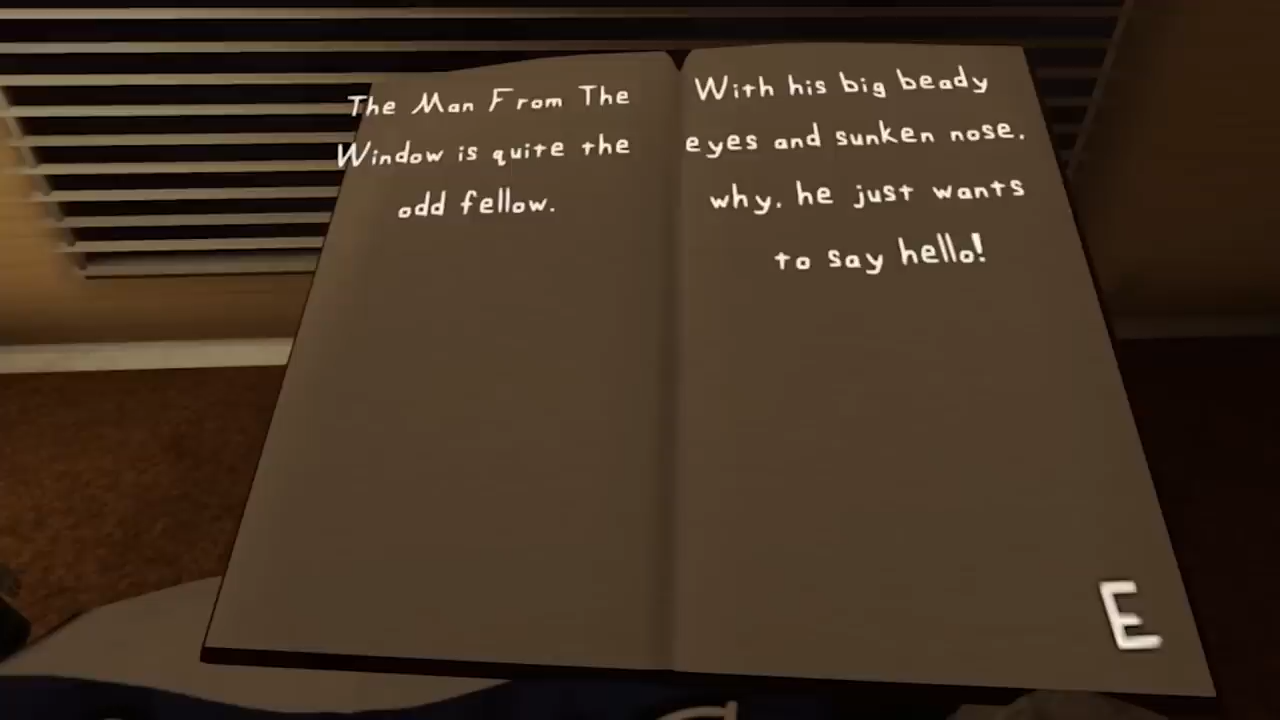 The Man From The
Window is quite the
odd fellow.
With his big beady
eyes and sunken nose,
why, he just wants
to say hello!
E